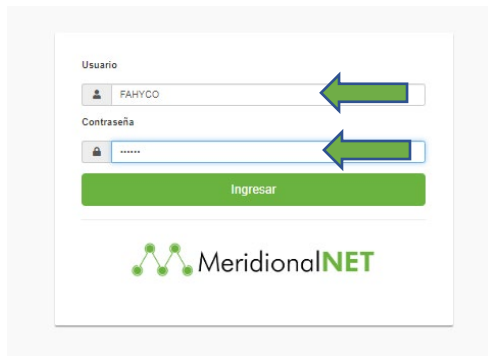 Usuario
FAHYCO
Contraseña
······
Ingresar
MeridionalNET